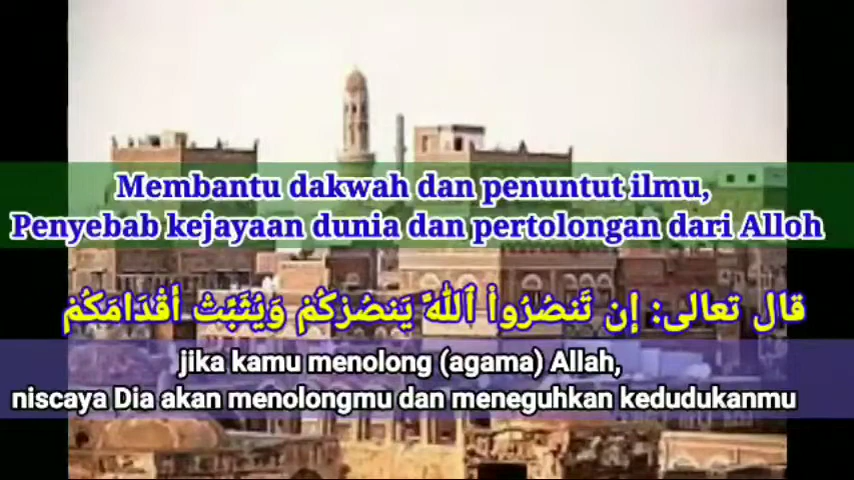 Membantu dakwah dan penuntut ilmu,
Penyebab kejayaan dunia dan pertolongan dari Alloh
قال تعالى: إِن تَنصُرُوا۟ ٱللَّهَ يَنصُرْكُمْ وَيُثَبِّتْ أَقْدَامَكُمْ
jika kamu menolong (agama) Allah,
niscaya Dia akan menolongmu dan meneguhkan kedudukanmu